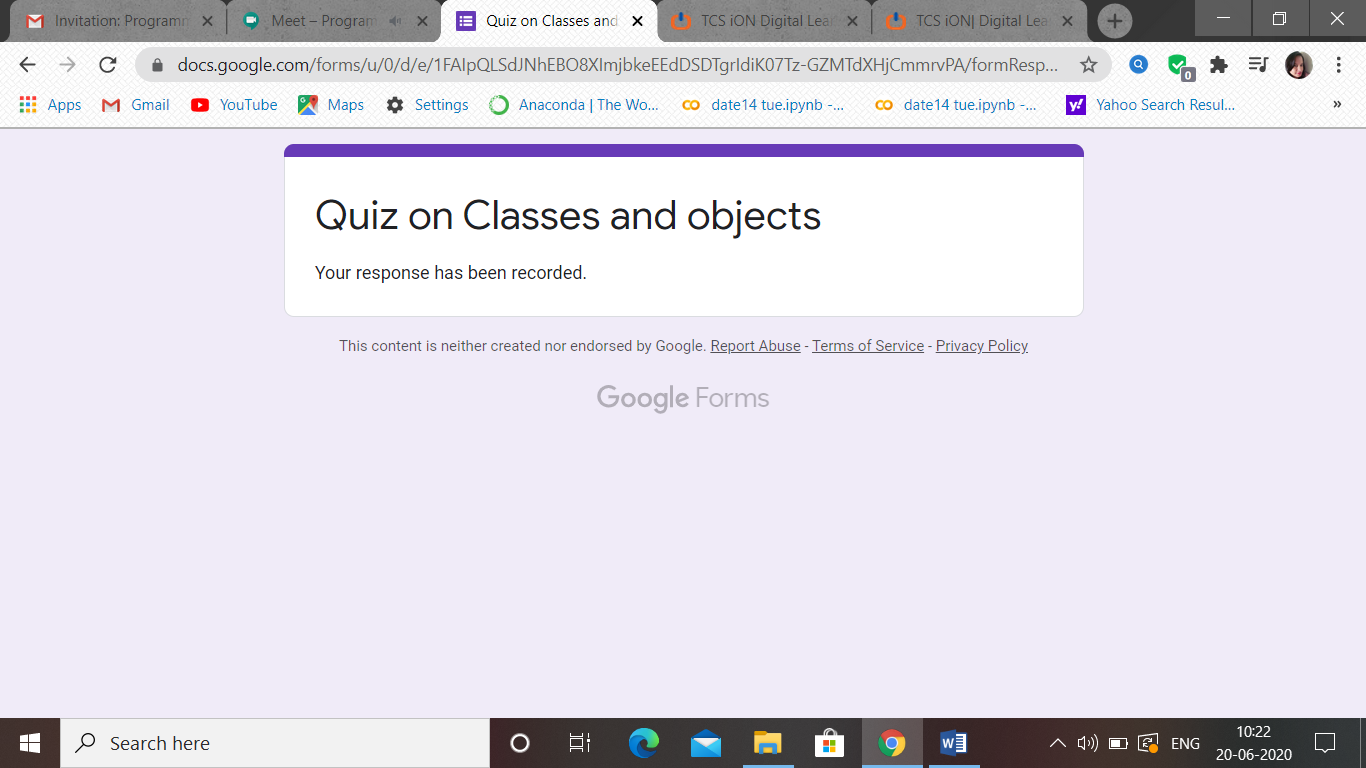 Invitation: Programm
Meet – Program
Quiz on Classes and
TCS iON Digital Lear
TCS iON| Digital Lea
docs.google.com/forms/u/0/d/e/1FAIpQLSdJNhEBO8XImjbkeEEdDSDTgrIdiK07Tz-GZMTdXHjCmmrvPA/formResp...
0
Apps
Gmail
YouTube
Maps
Settings
Anaconda | The Wo...
date14 tue.ipynb -...
date14 tue.ipynb -...
Yahoo Search Resul...
»
Quiz on Classes and objects
Your response has been recorded.
This content is neither created nor endorsed by Google. Report Abuse - Terms of Service - Privacy Policy
Google Forms
Search here
ENG
10:22
20-06-2020